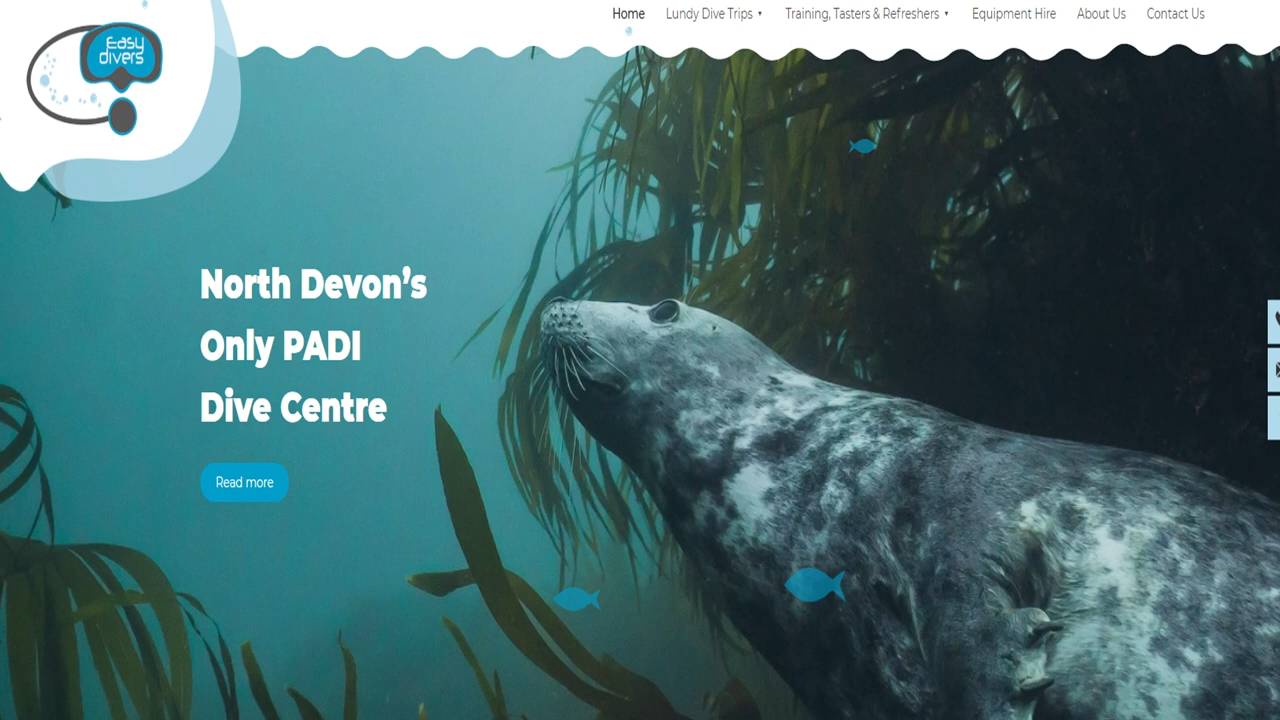 Easy
divers
Home Lundy Dive Trips Training, Tasters & Refreshers Equipment Hire About Us Contact Us
North Devon's
Only PADI
Dive Centre
Read more